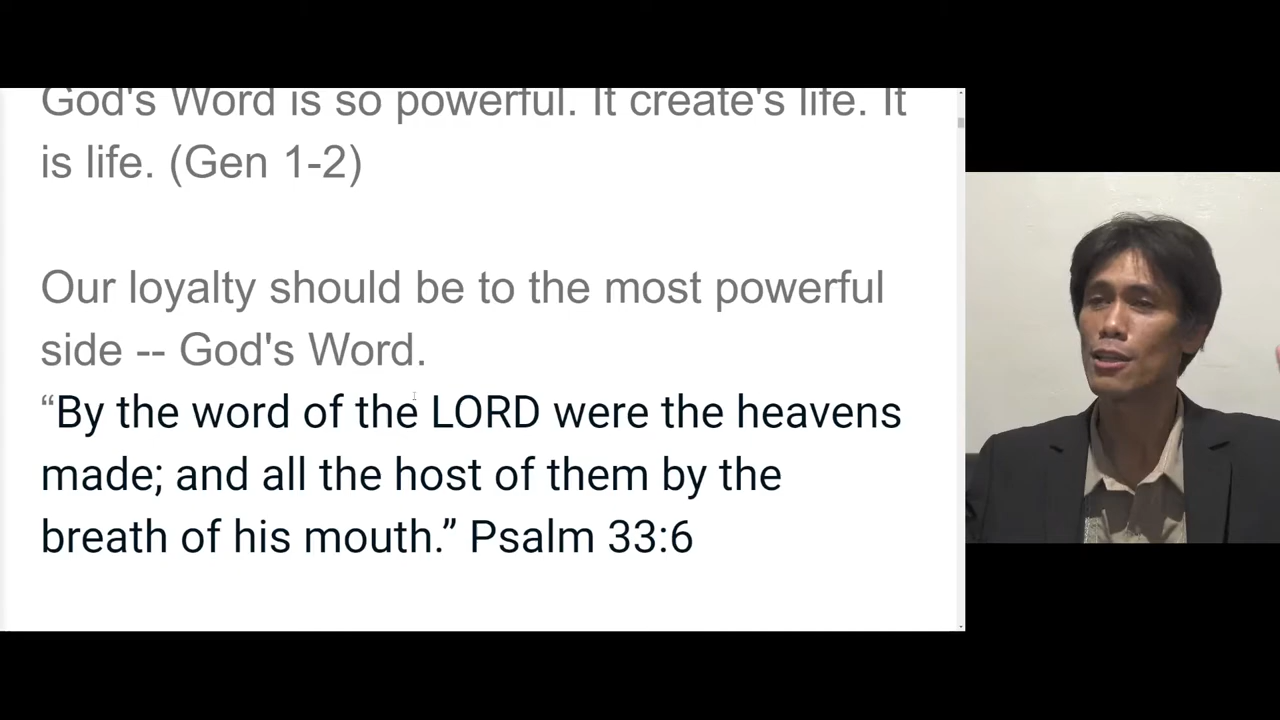 God's Word is so powerful. It create's life. It
is life. (Gen 1-2)
Our loyalty should be to the most powerful
side -- God's Word.
“By the word of the LORD were the heavens
made; and all the host of them by the
breath of his mouth.” Psalm 33:6